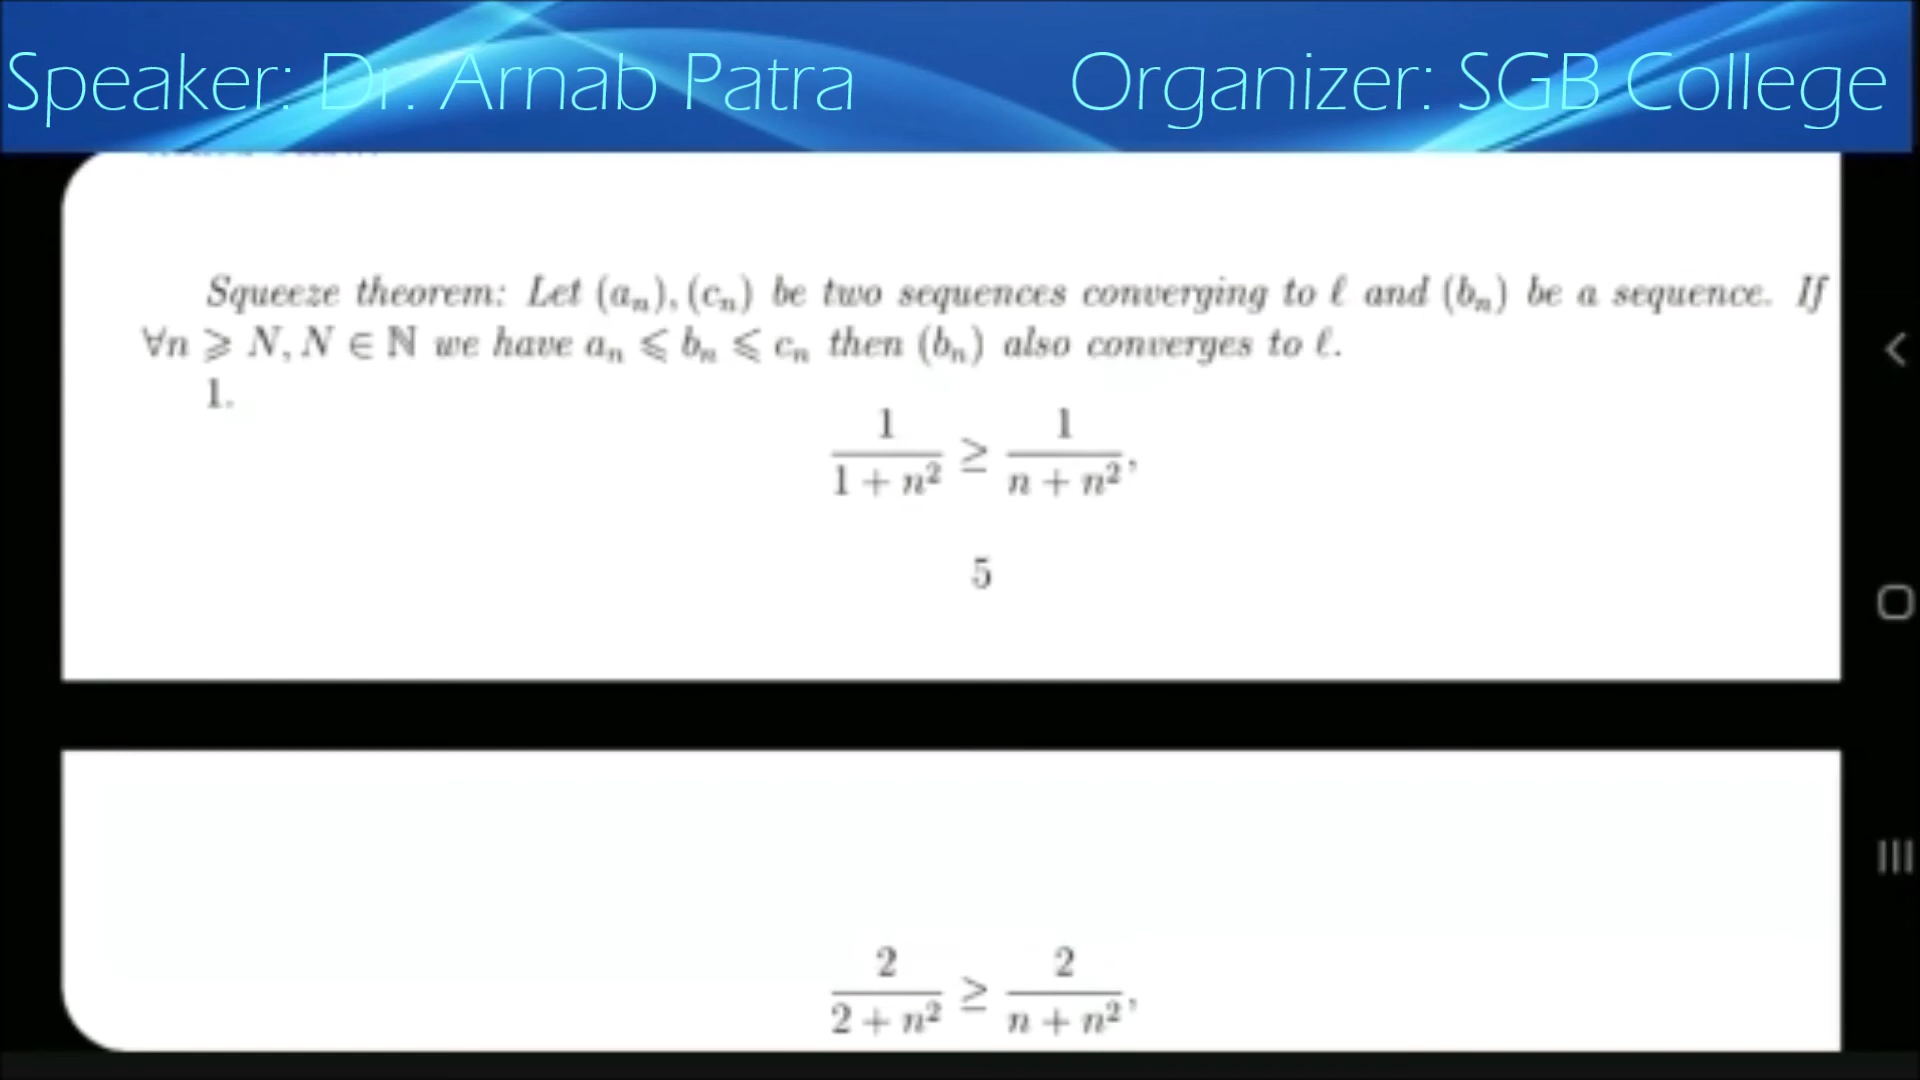 Speaker: Dr. Arnab Patra
Organizer: SGB College
Squeeze theorem: Let (aₙ), (cₙ) be two sequences converging to ℓ and (bₙ) be a sequence. If
∀n ⩾ N, N ∈ ℕ we have aₙ ⩽ bₙ ⩽ cₙ then (bₙ) also converges to ℓ.
1.
1/(1 + n²) ≥ 1/(n + n²),
5
2/(2 + n²) ≥ 2/(n + n²),